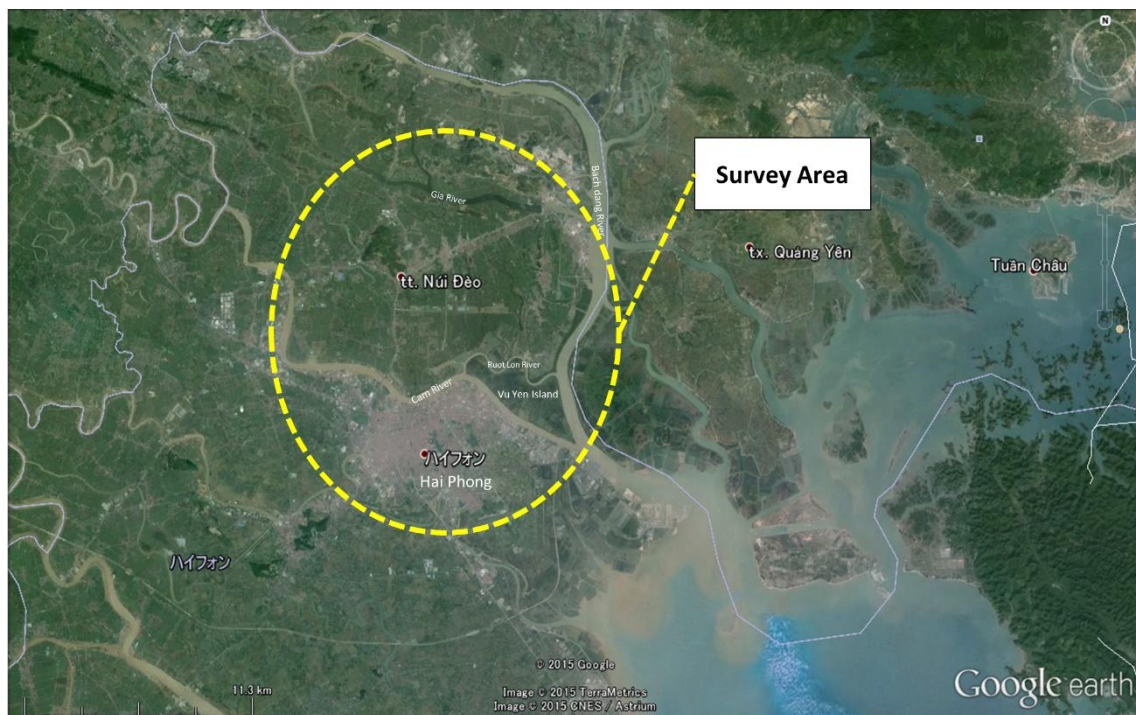 N
Survey Area
Bach dang River
Gia River
tx. Quảng Yên
Tuần Châu
tt. Núi Đèo
Ruot Lon River
Cam River
Vu Yen Island
ハイフォン
Hai Phong
ハイフォン
© 2015 Google
11.3 km
Image © 2015 TerraMetrics
Image © 2015 CNES / Astrium
Google earth